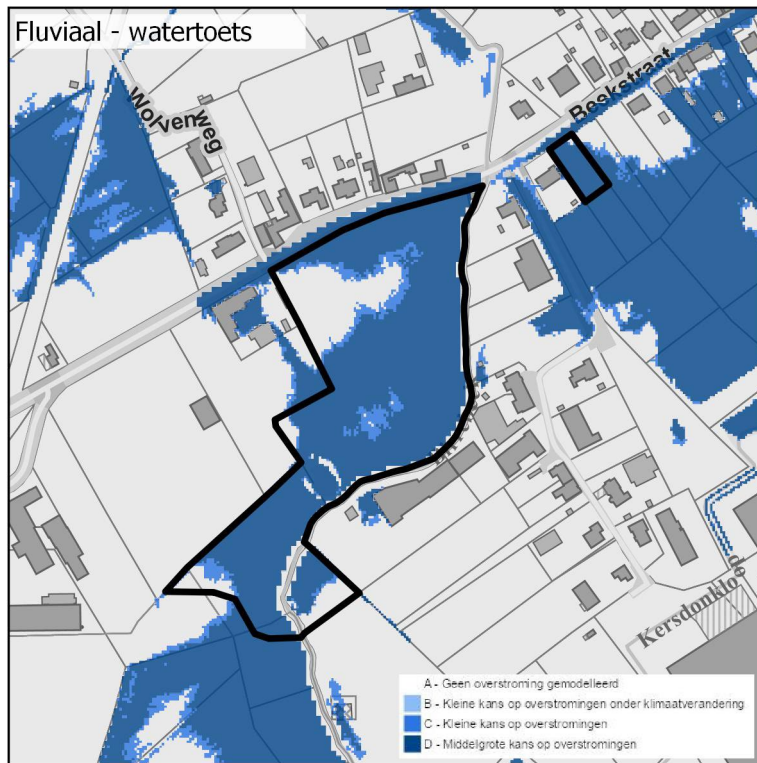 Fluviaal - watertoets
Wolvenweg
Beekstraat
Kersdonkloe
A - Geen overstroming gemodelleerd
B - Kleine kans op overstromingen onder klimaatverandering
C - Kleine kans op overstromingen
D - Middelgrote kans op overstromingen